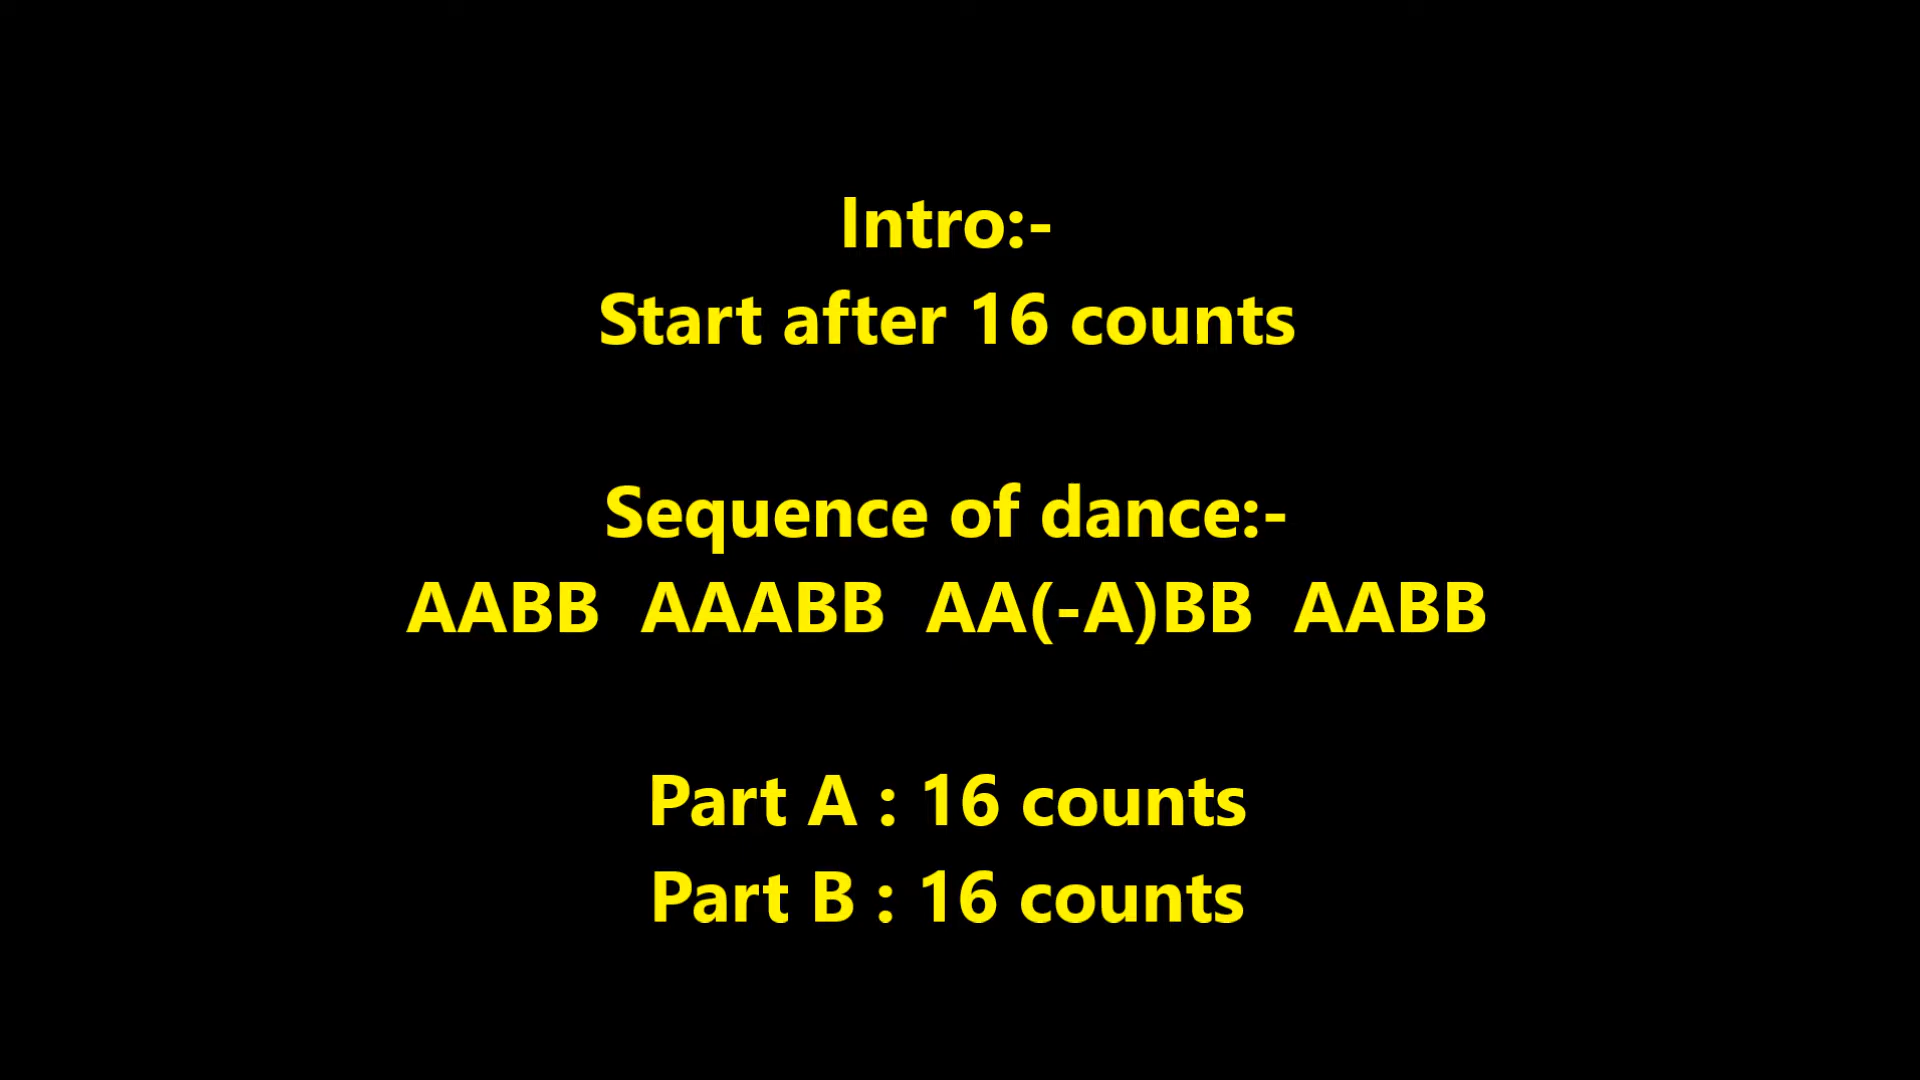 Intro:-
Start after 16 counts
Sequence of dance:-
AABB  AAABB  AA(-A)BB  AABB
Part A : 16 counts
Part B : 16 counts